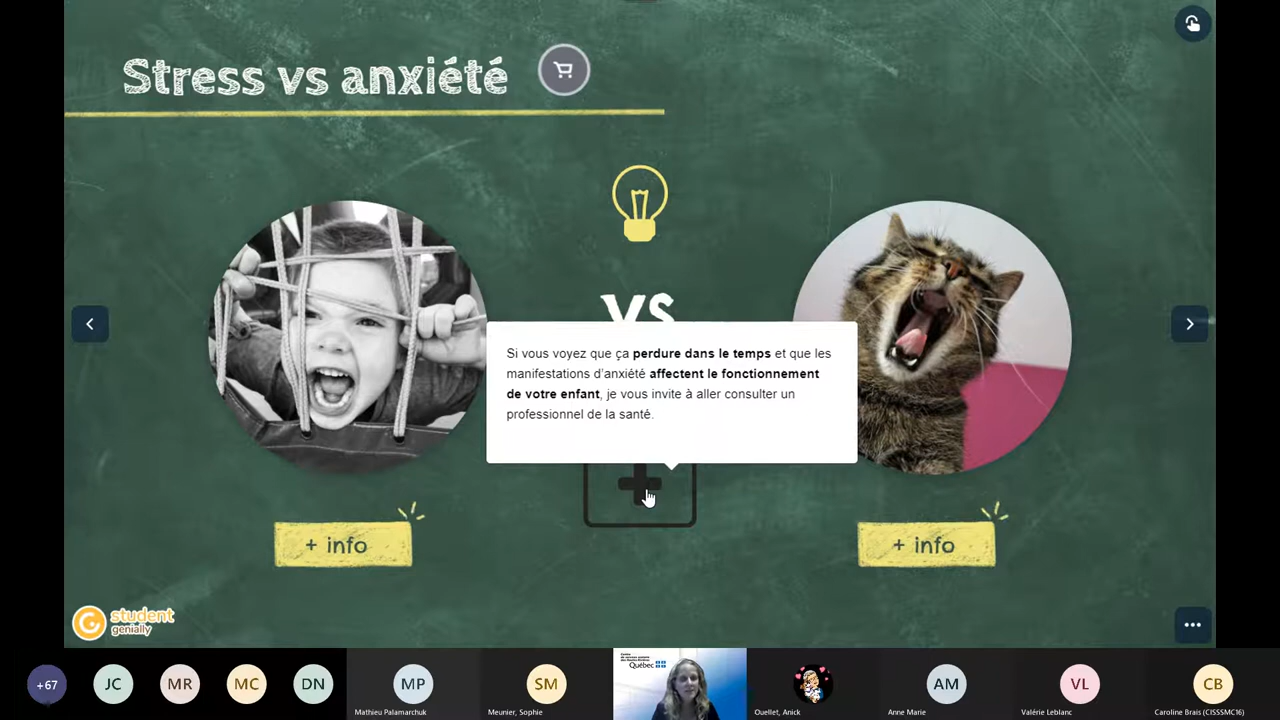 Stress vs anxiété
vs
Si vous voyez que ça perdure dans le temps et que les
manifestations d'anxiété affectent le fonctionnement
de votre enfant, je vous invite à aller consulter un
professionnel de la santé.
+ info
+ info
student
genially
+67
JC
MR
MC
DN
MP
Mathieu Palamarchuk
SM
Meunier, Sophie
Québec
Ouellet, Anick
AM
Anne Marie
VL
Valérie Leblanc
CB
Caroline Brais (CISSSMC16)